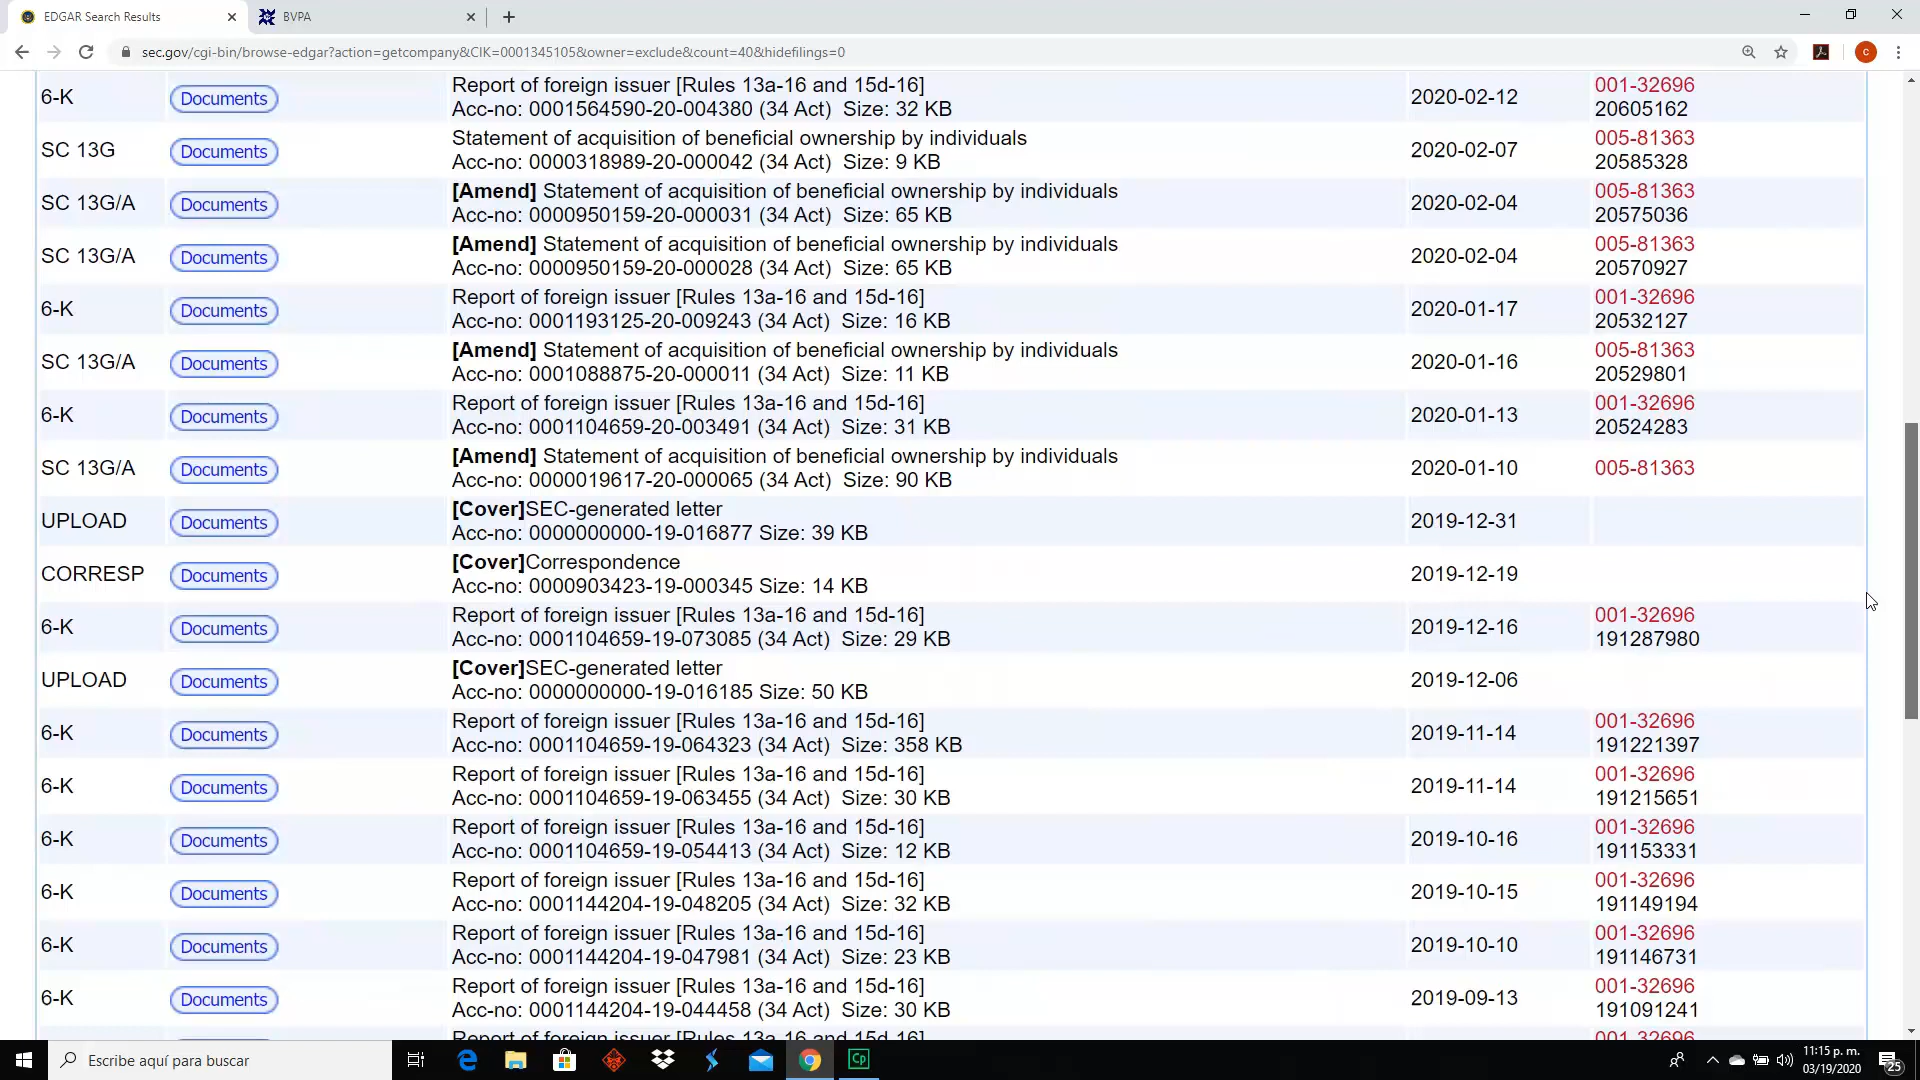 EDGAR Search Results
BVPA
sec.gov/cgi-bin/browse-edgar?action=getcompany&CIK=0001345105&owner=exclude&count=40&hidefilings=0
C
6-K Documents Report of foreign issuer [Rules 13a-16 and 15d-16] 2020-02-12 001-32696
Acc-no: 0001564590-20-004380 (34 Act) Size: 32 KB 20605162
SC 13G Documents Statement of acquisition of beneficial ownership by individuals 2020-02-07 005-81363
Acc-no: 0000318989-20-000042 (34 Act) Size: 9 KB 20585328
SC 13G/A Documents [Amend] Statement of acquisition of beneficial ownership by individuals 2020-02-04 005-81363
Acc-no: 0000950159-20-000031 (34 Act) Size: 65 KB 20575036
SC 13G/A Documents [Amend] Statement of acquisition of beneficial ownership by individuals 2020-02-04 005-81363
Acc-no: 0000950159-20-000028 (34 Act) Size: 65 KB 20570927
6-K Documents Report of foreign issuer [Rules 13a-16 and 15d-16] 2020-01-17 001-32696
Acc-no: 0001193125-20-009243 (34 Act) Size: 16 KB 20532127
SC 13G/A Documents [Amend] Statement of acquisition of beneficial ownership by individuals 2020-01-16 005-81363
Acc-no: 0001088875-20-000011 (34 Act) Size: 11 KB 20529801
6-K Documents Report of foreign issuer [Rules 13a-16 and 15d-16] 2020-01-13 001-32696
Acc-no: 0001104659-20-003491 (34 Act) Size: 31 KB 20524283
SC 13G/A Documents [Amend] Statement of acquisition of beneficial ownership by individuals 2020-01-10 005-81363
Acc-no: 0000019617-20-000065 (34 Act) Size: 90 KB
UPLOAD Documents [Cover]SEC-generated letter 2019-12-31
Acc-no: 0000000000-19-016877 Size: 39 KB
CORRESP Documents [Cover]Correspondence 2019-12-19
Acc-no: 0000903423-19-000345 Size: 14 KB
6-K Documents Report of foreign issuer [Rules 13a-16 and 15d-16] 2019-12-16 001-32696
Acc-no: 0001104659-19-073085 (34 Act) Size: 29 KB 191287980
UPLOAD Documents [Cover]SEC-generated letter 2019-12-06
Acc-no: 0000000000-19-016185 Size: 50 KB
6-K Documents Report of foreign issuer [Rules 13a-16 and 15d-16] 2019-11-14 001-32696
Acc-no: 0001104659-19-064323 (34 Act) Size: 358 KB 191221397
6-K Documents Report of foreign issuer [Rules 13a-16 and 15d-16] 2019-11-14 001-32696
Acc-no: 0001104659-19-063455 (34 Act) Size: 30 KB 191215651
6-K Documents Report of foreign issuer [Rules 13a-16 and 15d-16] 2019-10-16 001-32696
Acc-no: 0001104659-19-054413 (34 Act) Size: 12 KB 191153331
6-K Documents Report of foreign issuer [Rules 13a-16 and 15d-16] 2019-10-15 001-32696
Acc-no: 0001144204-19-048205 (34 Act) Size: 32 KB 191149194
6-K Documents Report of foreign issuer [Rules 13a-16 and 15d-16] 2019-10-10 001-32696
Acc-no: 0001144204-19-047981 (34 Act) Size: 23 KB 191146731
6-K Documents Report of foreign issuer [Rules 13a-16 and 15d-16] 2019-09-13 001-32696
Acc-no: 0001144204-19-044458 (34 Act) Size: 30 KB 191091241
Report of foreign issuer [Rules 13a-16 and 15d-16] 001-32696
Escribe aquí para buscar
Cp
11:15 p. m.
03/19/2020
25